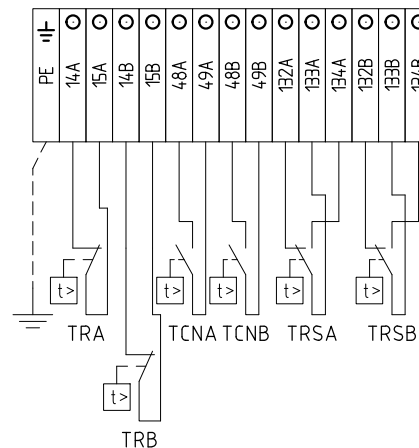 PE 14A 15A 14B 15B 48A 49A 48B 49B 132A 133A 134A 132B 133B 134B
t> t> t> t> t>
TRA TCNA TCNB TRSA TRSB
t>
TRB